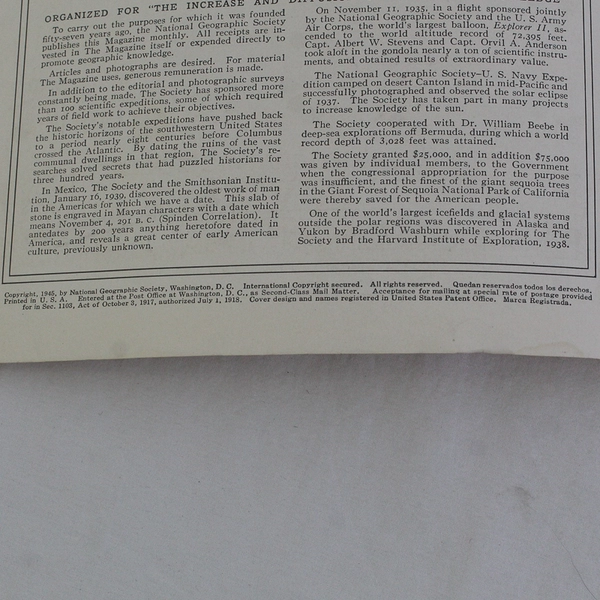 ORGANIZED FOR "THE INCREASE AND
To carry out the purposes for which it was founded
fifty-seven years ago, the National Geographic Society
publishes this Magazine monthly. All receipts are in-
vested in The Magazine itself or expended directly to
promote geographic knowledge.
Articles and photographs are desired. For material
The Magazine uses, generous remuneration is made.
In addition to the editorial and photographic surveys
constantly being made, The Society has sponsored more
than 100 scientific expeditions, some of which required
years of field work to achieve their objectives.
The Society's notable expeditions have pushed back
the historic horizons of the southwestern United States
to a period nearly eight centuries before Columbus
crossed the Atlantic. By dating the ruins of the vast
communal dwellings in that region, The Society's re-
searches solved secrets that had puzzled historians for
three hundred years.
In Mexico, The Society and the Smithsonian Institu-
tion, January 16, 1939, discovered the oldest work of man
in the Americas for which we have a date. This slab of
stone is engraved in Mayan characters with a date which
means November 4, 291 B. C. (Spinden Correlation). It
antedates by 200 years anything heretofore dated in
America, and reveals a great center of early American
culture, previously unknown.
On November 11, 1935, in a flight sponsored jointly
by the National Geographic Society and the U. S. Army
Air Corps, the world's largest balloon, Explorer II, as-
cended to the world altitude record of 72,395 feet.
Capt. Albert W. Stevens and Capt. Orvil A. Anderson
took aloft in the gondola nearly a ton of scientific instru-
ments, and obtained results of extraordinary value.
The National Geographic Society-U. S. Navy Expe-
dition camped on desert Canton Island in mid-Pacific and
successfully photographed and observed the solar eclipse
of 1937. The Society has taken part in many projects
to increase knowledge of the sun.
The Society cooperated with Dr. William Beebe in
deep-sea explorations off Bermuda, during which a world
record depth of 3,028 feet was attained.
The Society granted $25,000, and in addition $75,000
was given by individual members, to the Government
when the congressional appropriation for the purpose
was insufficient, and the finest of the giant sequoia trees
in the Giant Forest of Sequoia National Park of California
were thereby saved for the American people.
One of the world's largest icefields and glacial systems
outside the polar regions was discovered in Alaska and
Yukon by Bradford Washburn while exploring for The
Society and the Harvard Institute of Exploration, 1938.
Copyright, 1945, by National Geographic Society, Washington, D. C. International Copyright secured. All rights reserved. Quedan reservados todos los derechos.
Printed in U. S. A. Entered at the Post Office at Washington, D. C., as Second-Class Mail Matter. Acceptance for mailing at special rate of postage provided
for in Sec. 1103, Act of October 3, 1917, authorized July 1, 1918. Cover design and names registered in United States Patent Office. Marca Registrada.